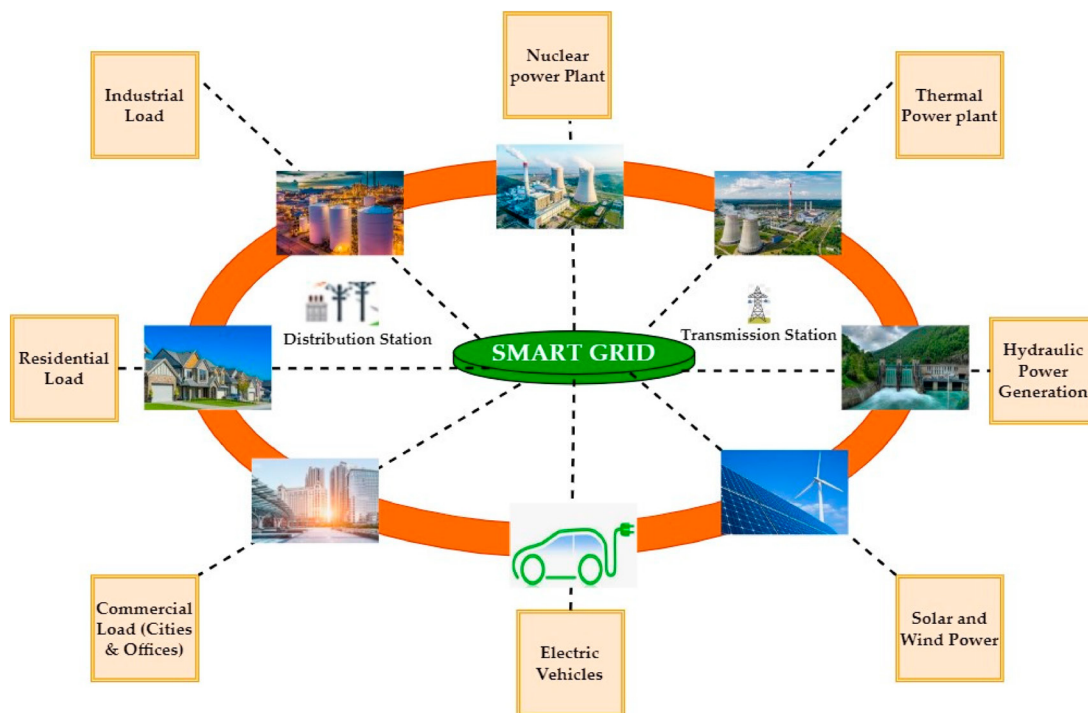 Nuclear
power Plant
Industrial
Load
Thermal
Power plant
Distribution Station
Transmission Station
SMART GRID
Residential
Load
Hydraulic
Power
Generation
Commercial
Load (Cities
& Offices)
Electric
Vehicles
Solar and
Wind Power